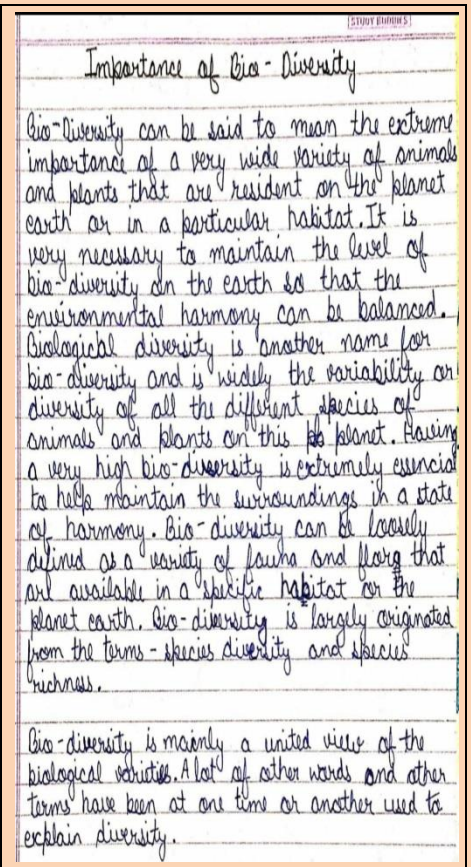 STUDY BUDDIES
Importance of Bio-Diversity
Bio-Diversity can be said to mean the extreme
importance of a very wide variety of animals
and plants that are resident on the planet
earth or in a particular habitat. It is
very necessary to maintain the level of
bio-diversity on the earth so that the
environmental harmony can be balanced.
Biological diversity is another name for
bio-diversity and is widely the variability or
diversity of all the different species of
animals and plants on this planet. Having
a very high bio-diversity is extremely essencial
to help maintain the surroundings in a state
of harmony. Bio-diversity can be loosely
defined as a variety of fauna and flora that
are available in a specific habitat or the
planet earth. Bio-diversity is largely originated
from the terms - species diversity and species
richness.
Bio-diversity is mainly a united view of the
biological varieties. A lot of other words and other
terms have been at one time or another used to
explain diversity.